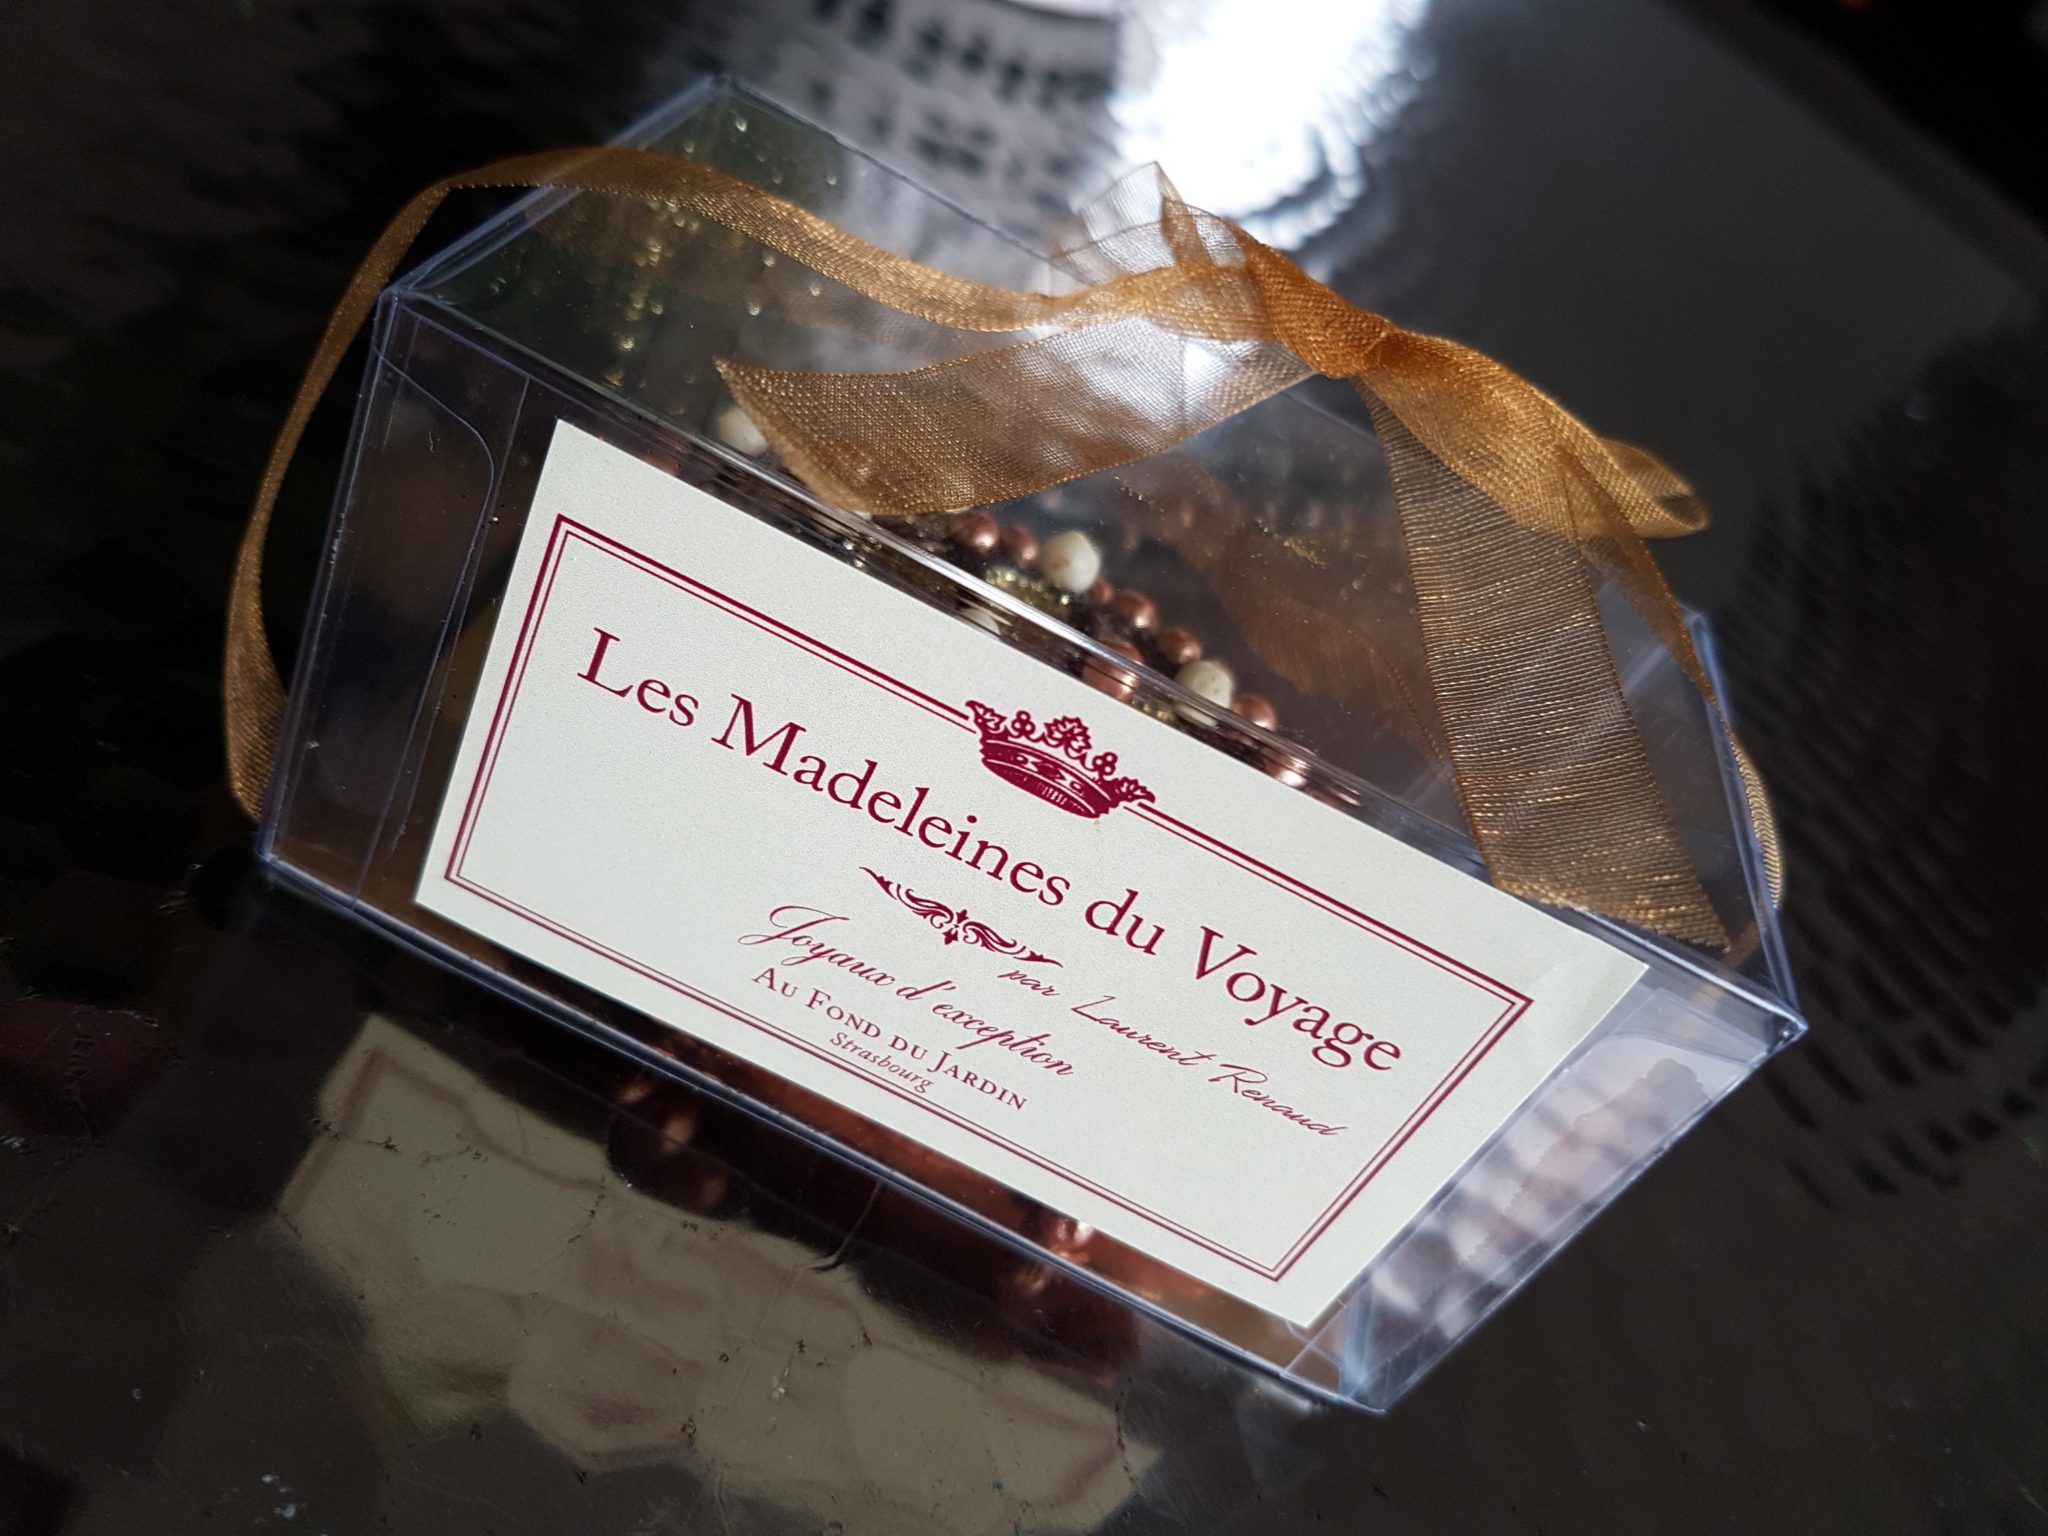 Les Madeleines du Voyage
par Laurent Renaud
Joyaux d'exception
AU FOND DU JARDIN
Strasbourg